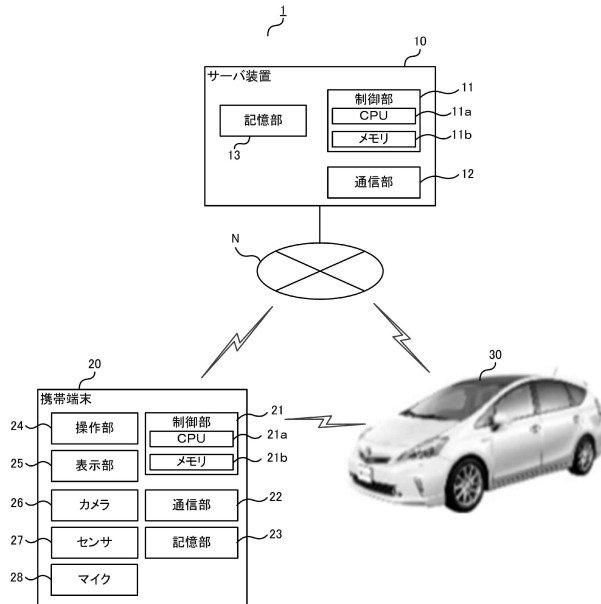 1
10
サーバ装置
制御部
11
CPU
11a
メモリ
11b
記憶部
13
通信部
12
N
20
携帯端末
30
24
操作部
制御部
21
CPU
21a
25
表示部
メモリ
21b
26
カメラ
通信部
22
27
センサ
記憶部
23
28
マイク